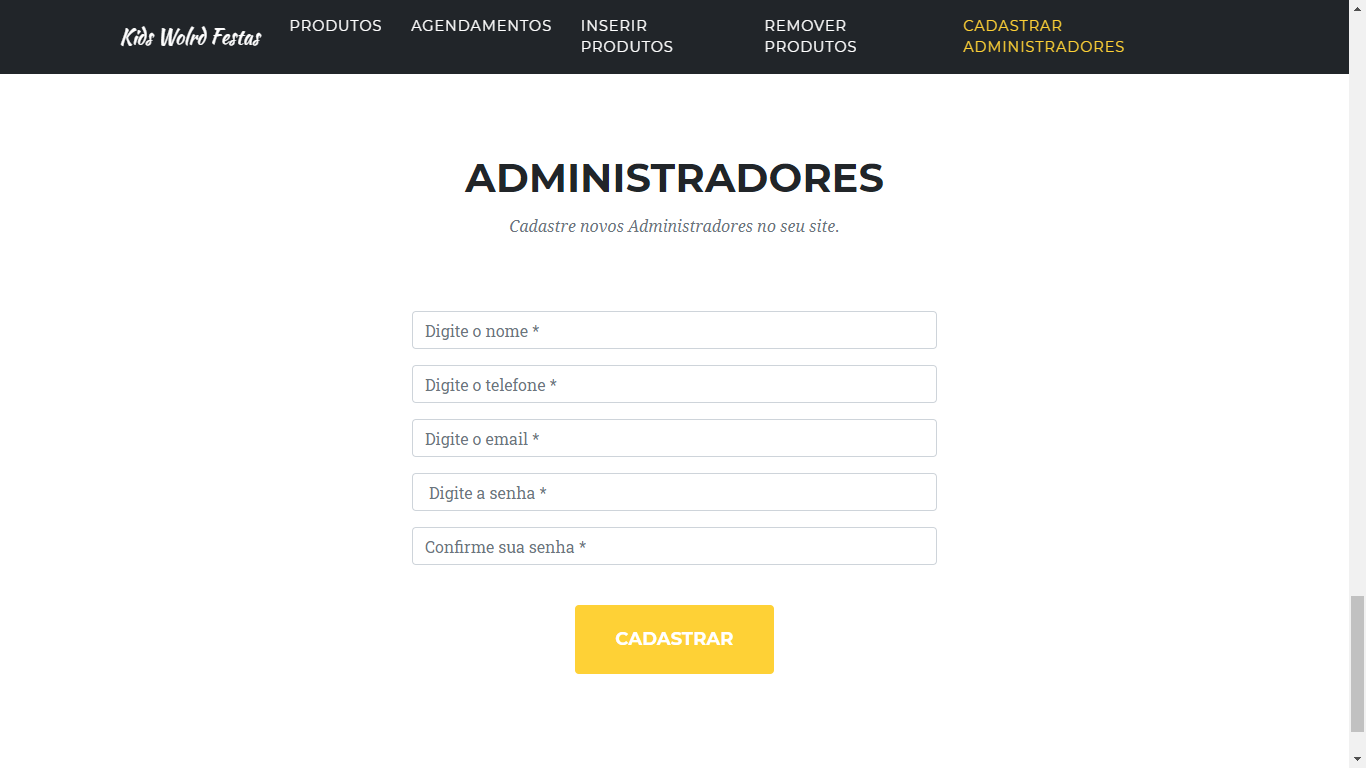 Kids Wolrd Festas
PRODUTOS
AGENDAMENTOS
INSERIR
PRODUTOS
REMOVER
PRODUTOS
CADASTRAR
ADMINISTRADORES
ADMINISTRADORES
Cadastre novos Administradores no seu site.
Digite o nome *
Digite o telefone *
Digite o email *
Digite a senha *
Confirme sua senha *
CADASTRAR